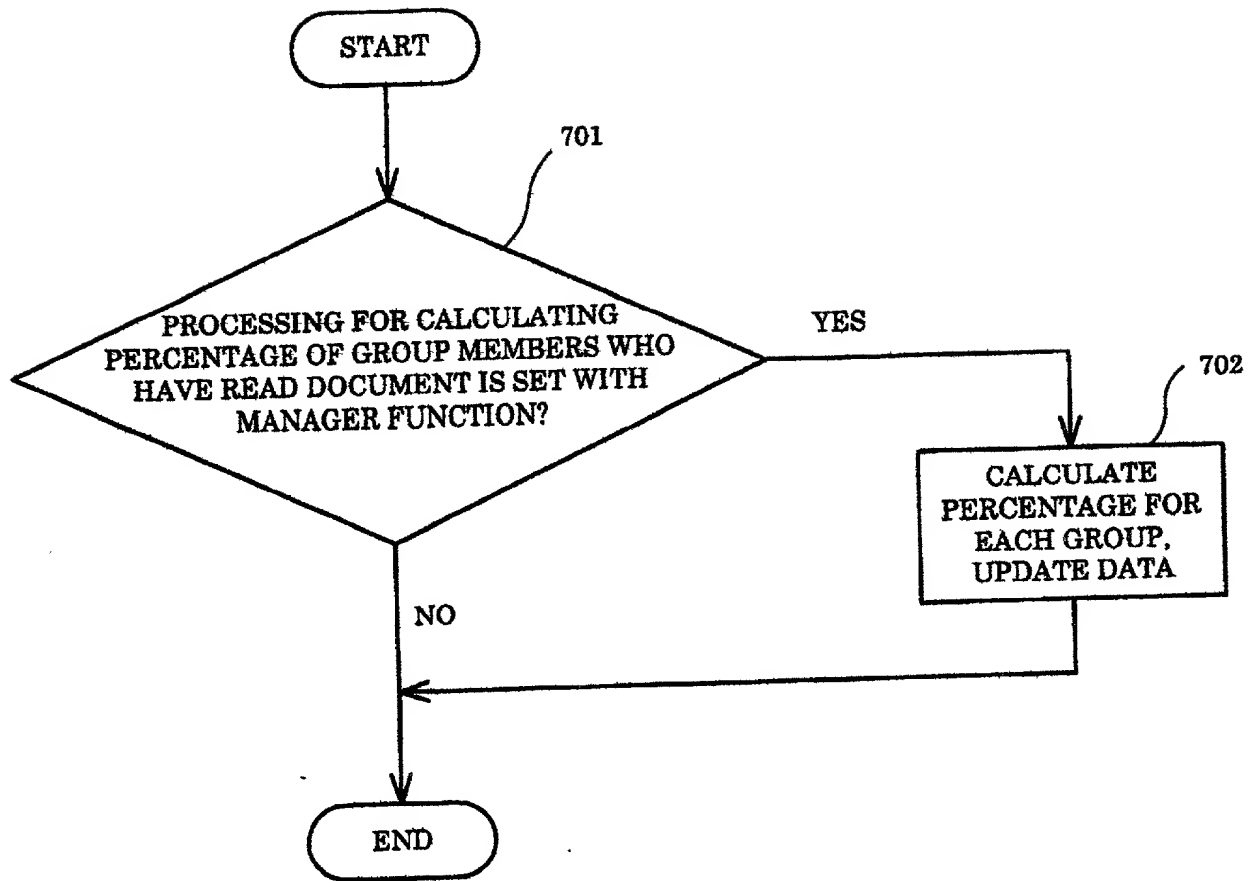 START
701
PROCESSING FOR CALCULATING
PERCENTAGE OF GROUP MEMBERS WHO
HAVE READ DOCUMENT IS SET WITH
MANAGER FUNCTION?
YES
702
CALCULATE
PERCENTAGE FOR
EACH GROUP,
UPDATE DATA
NO
END